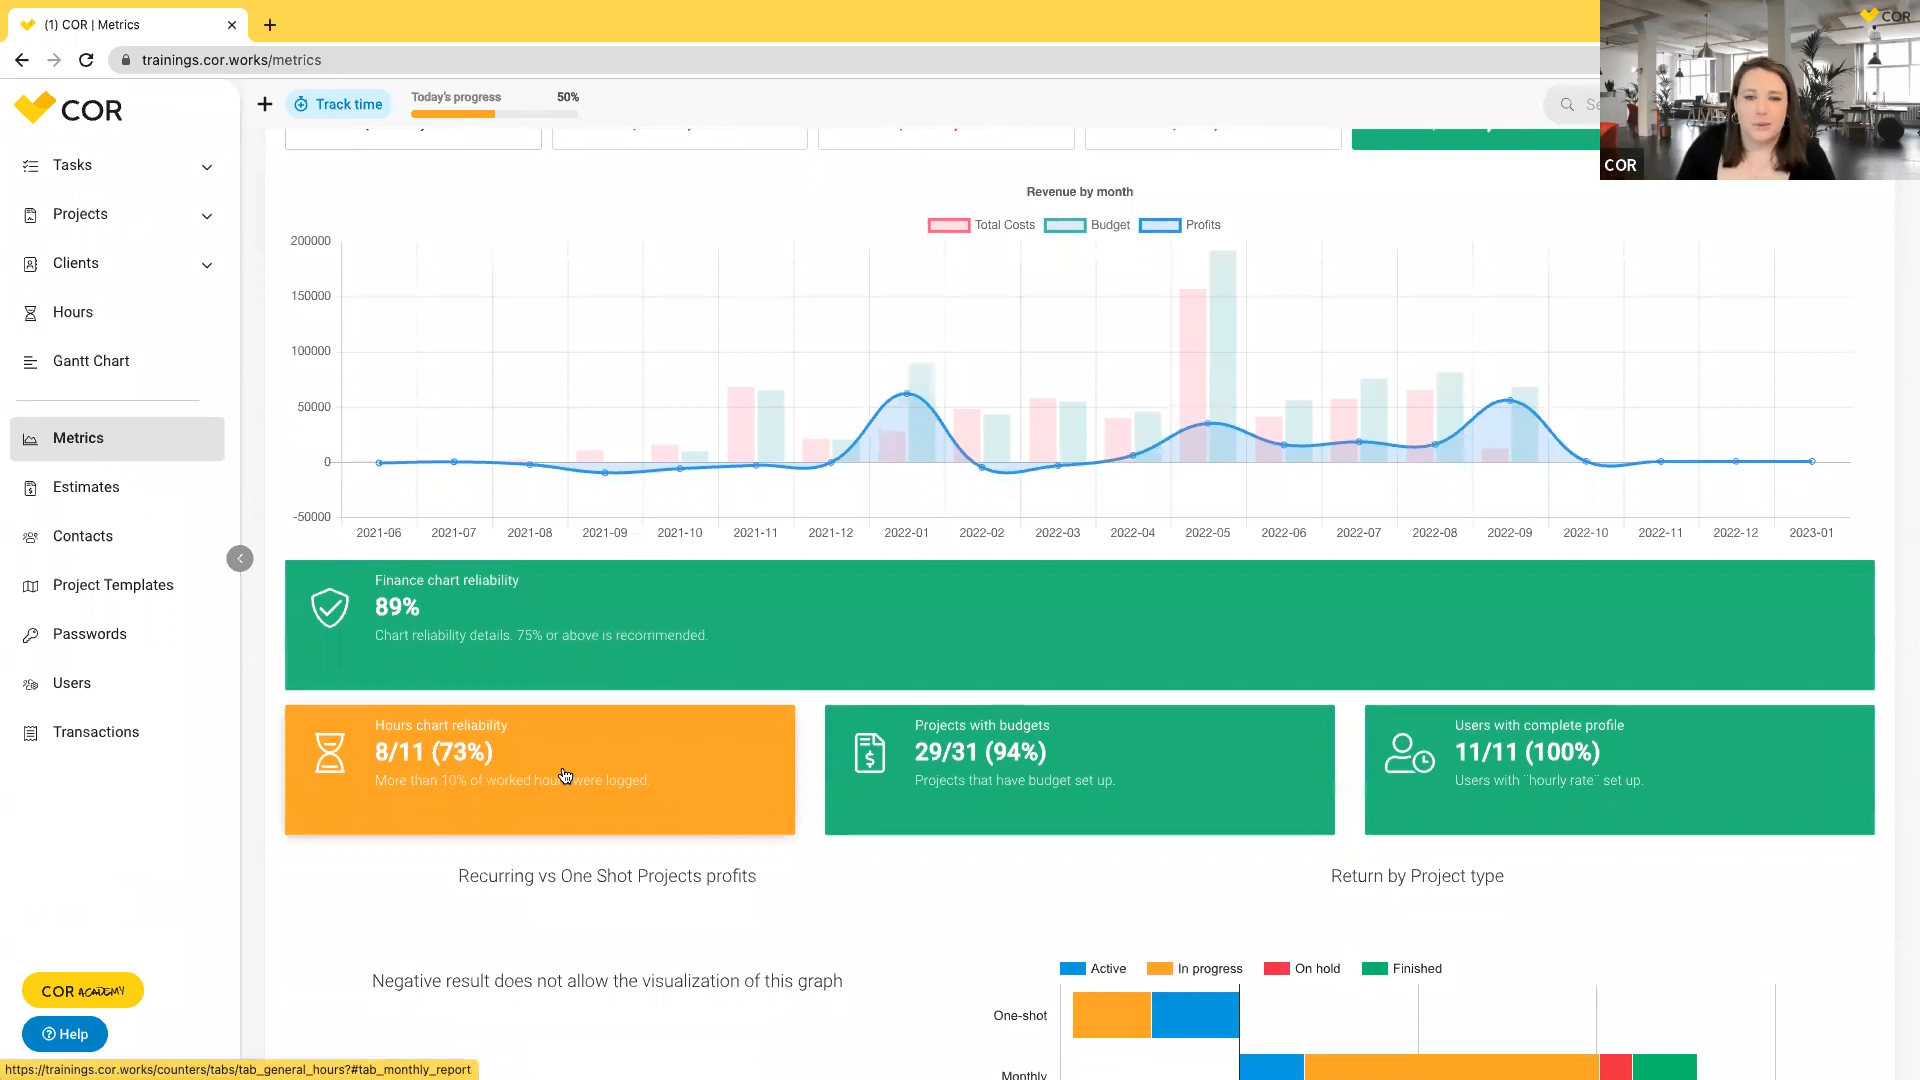 (1) COR | Metrics
trainings.cor.works/metrics
COR
COR
COR
Tasks
Projects
Clients
Hours
Gantt Chart
Metrics
Estimates
Contacts
Project Templates
Passwords
Users
Transactions
COR ACADEMY
Help
https://trainings.cor.works/counters/tabs/tab_general_hours?#tab_monthly_report
Track time
Today's progress 50%
Revenue by month
Total Costs Budget Profits
200000
150000
100000
50000
0
-50000
2021-06 2021-07 2021-08 2021-09 2021-10 2021-11 2021-12 2022-01 2022-02 2022-03 2022-04 2022-05 2022-06 2022-07 2022-08 2022-09 2022-10 2022-11 2022-12 2023-01
Finance chart reliability
89%
Chart reliability details. 75% or above is recommended.
Hours chart reliability
8/11 (73%)
More than 10% of worked hours were logged.
Projects with budgets
29/31 (94%)
Projects that have budget set up.
Users with complete profile
11/11 (100%)
Users with ¨hourly rate¨ set up.
Recurring vs One Shot Projects profits
Negative result does not allow the visualization of this graph
Return by Project type
Active In progress On hold Finished
One-shot
Monthly